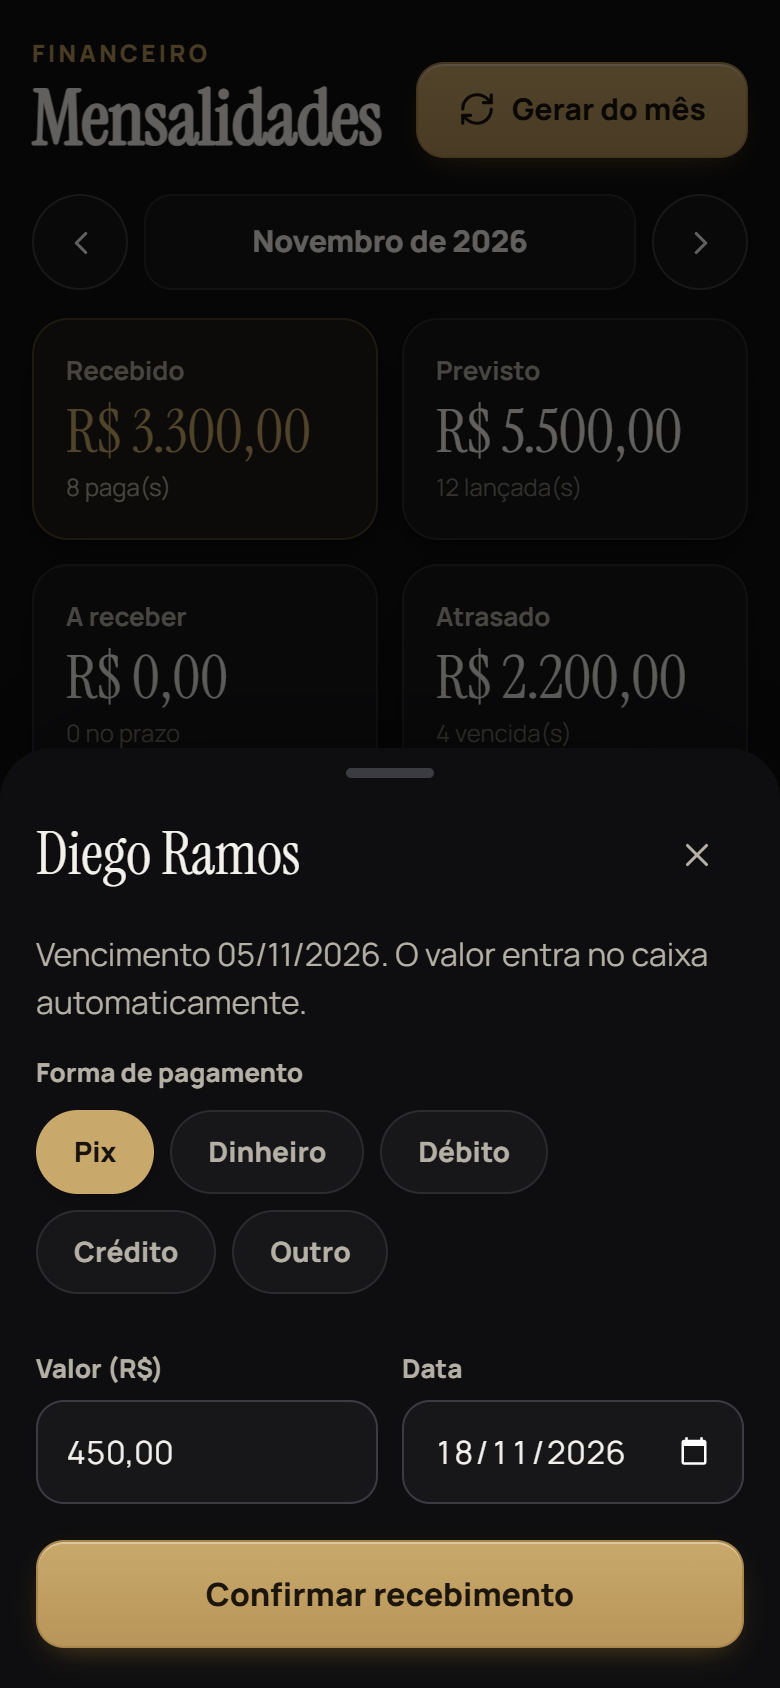 FINANCEIRO
Mensalidades
Gerar do mês
Novembro de 2026
Recebido
R$ 3.300,00
8 paga(s)
Previsto
R$ 5.500,00
12 lançada(s)
A receber
R$ 0,00
0 no prazo
Atrasado
R$ 2.200,00
4 vencida(s)
Diego Ramos
Vencimento 05/11/2026. O valor entra no caixa
automaticamente.
Forma de pagamento
Pix
Dinheiro
Débito
Crédito
Outro
Valor (R$)
450,00
Data
18/11/2026
Confirmar recebimento